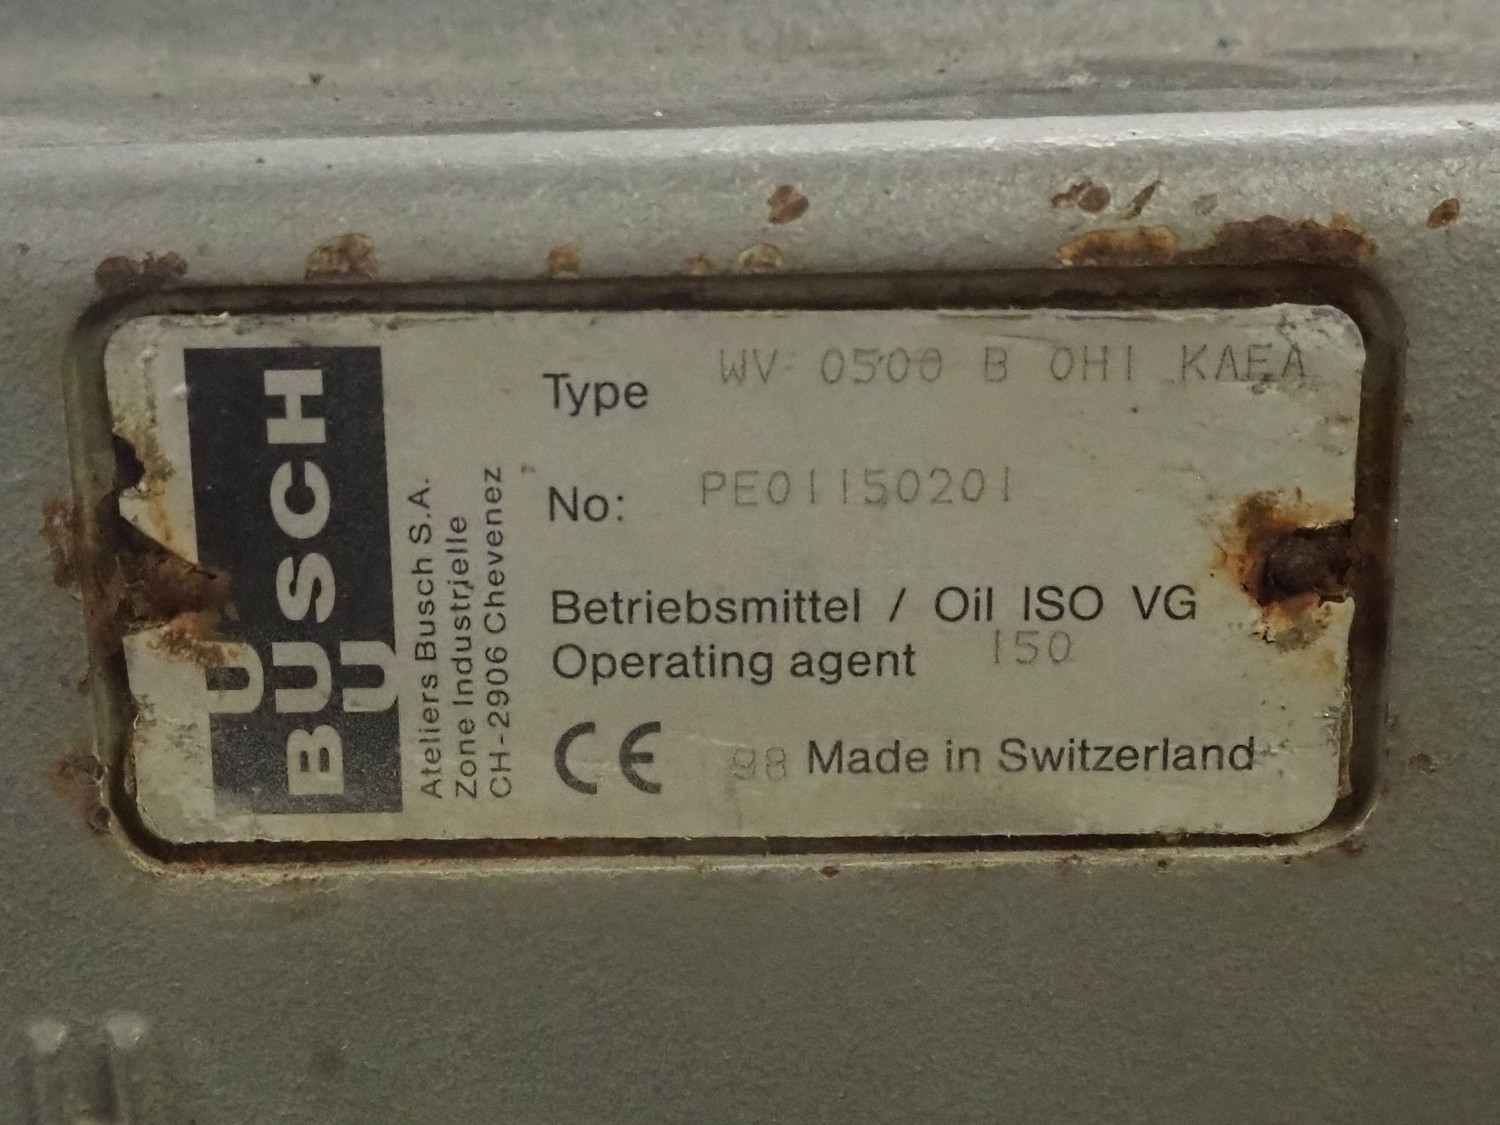 BUSCH
U
U
Ateliers Busch S.A.
Zone Industrielle
CH-2906 Chevenez
Type WV 0500 B 0H1 KAEA
No: PE01150201
Betriebsmittel / Oil ISO VG
Operating agent 150
CE 98 Made in Switzerland